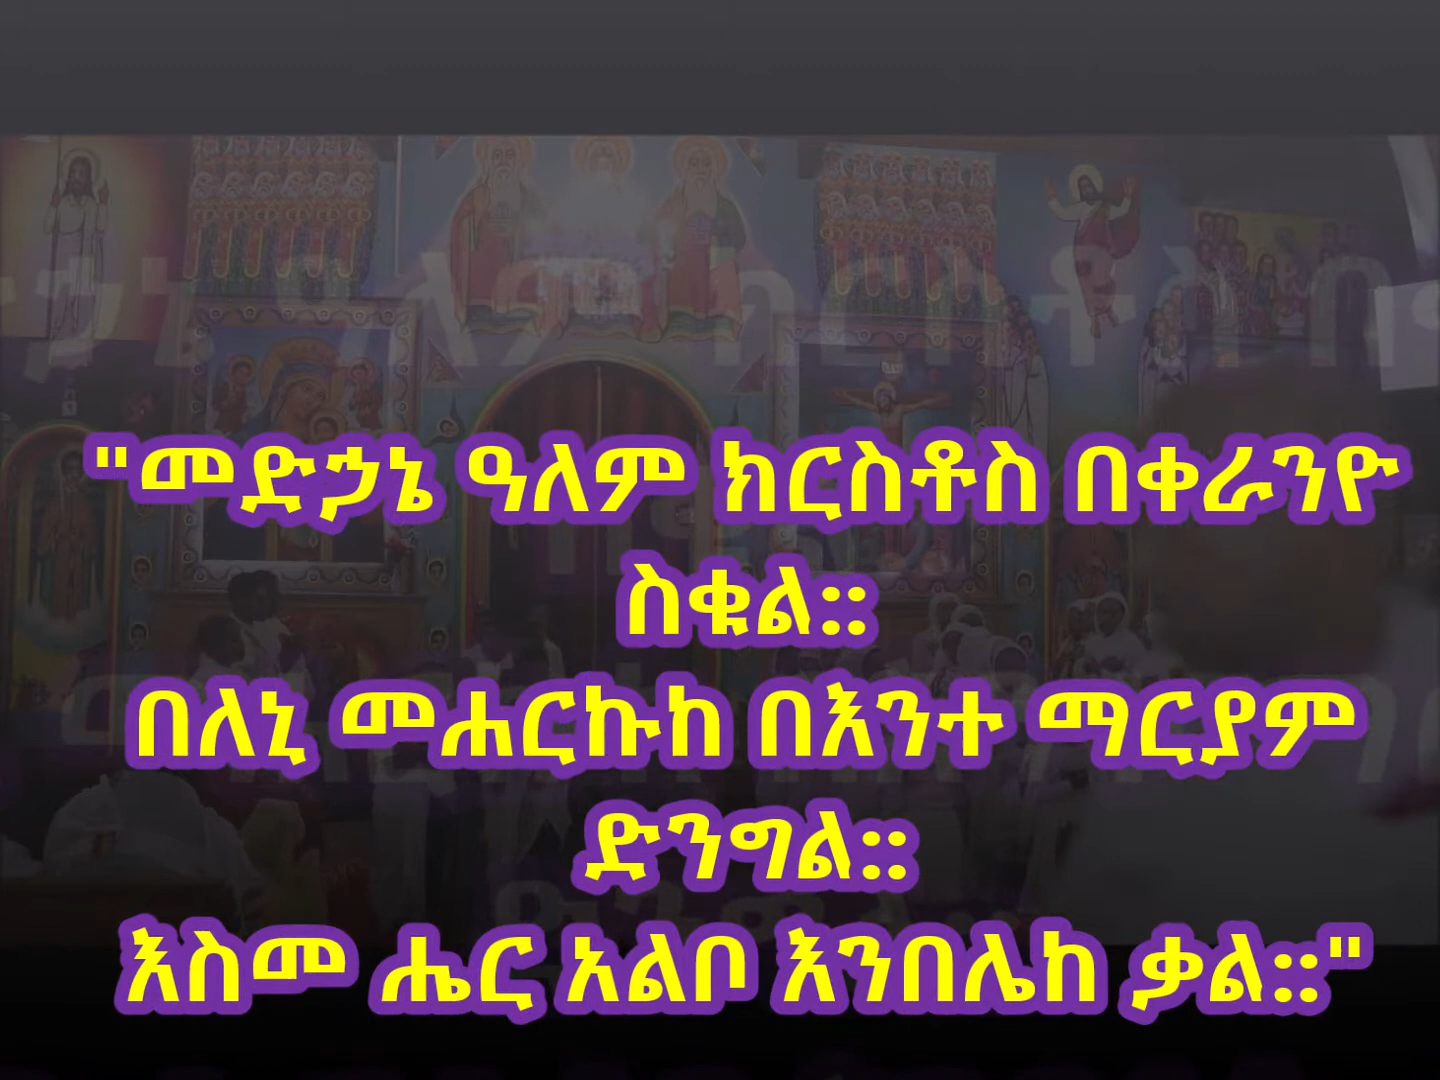 "መድኃኔ ዓለም ክርስቶስ በቀራንዮ
ስቁል::
በለኒ መሐርኩከ በእንተ ማርያም
ድንግል::
እስመ ሔር አልቦ እንበሌከ ቃል::"